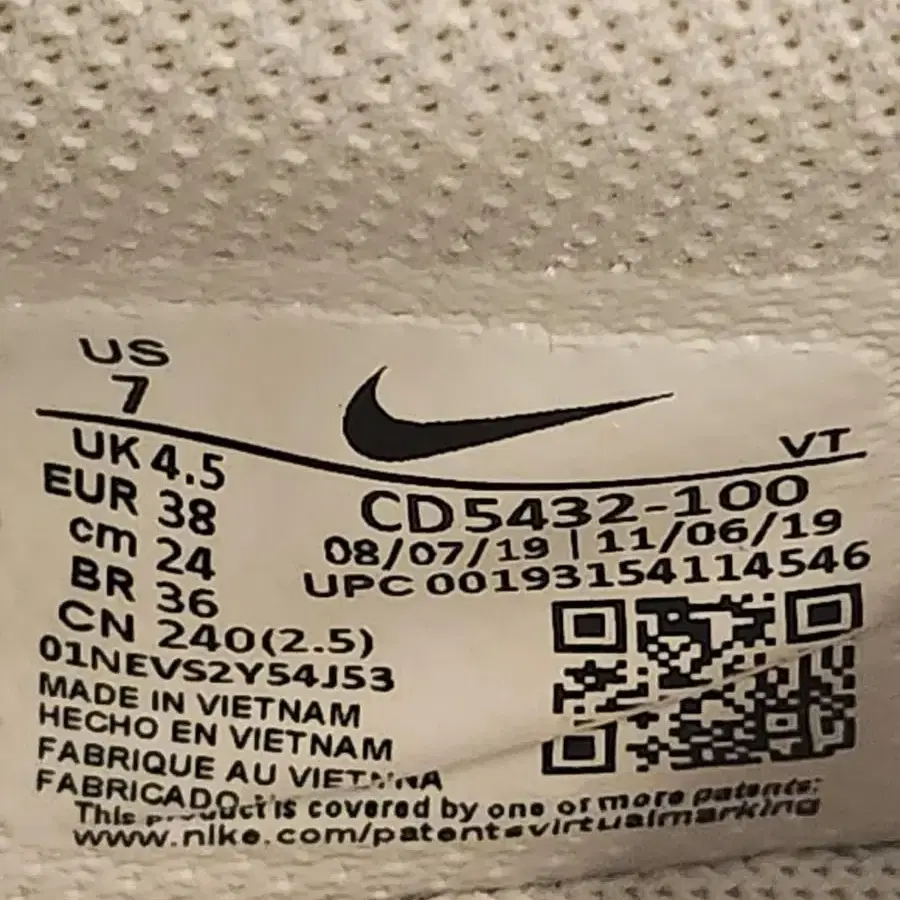 US
7
VT
UK 4.5
EUR 38
cm 24
BR 36
CN 240(2.5)
CD5432-100
08/07/19 | 11/06/19
UPC 00193154114546
01NEVS2Y54J53
MADE IN VIETNAM
HECHO EN VIETNAM
FABRIQUE AU
FABRICADO
This is covered by one or more patents:
www.nike.com/patentsvirtualmarking